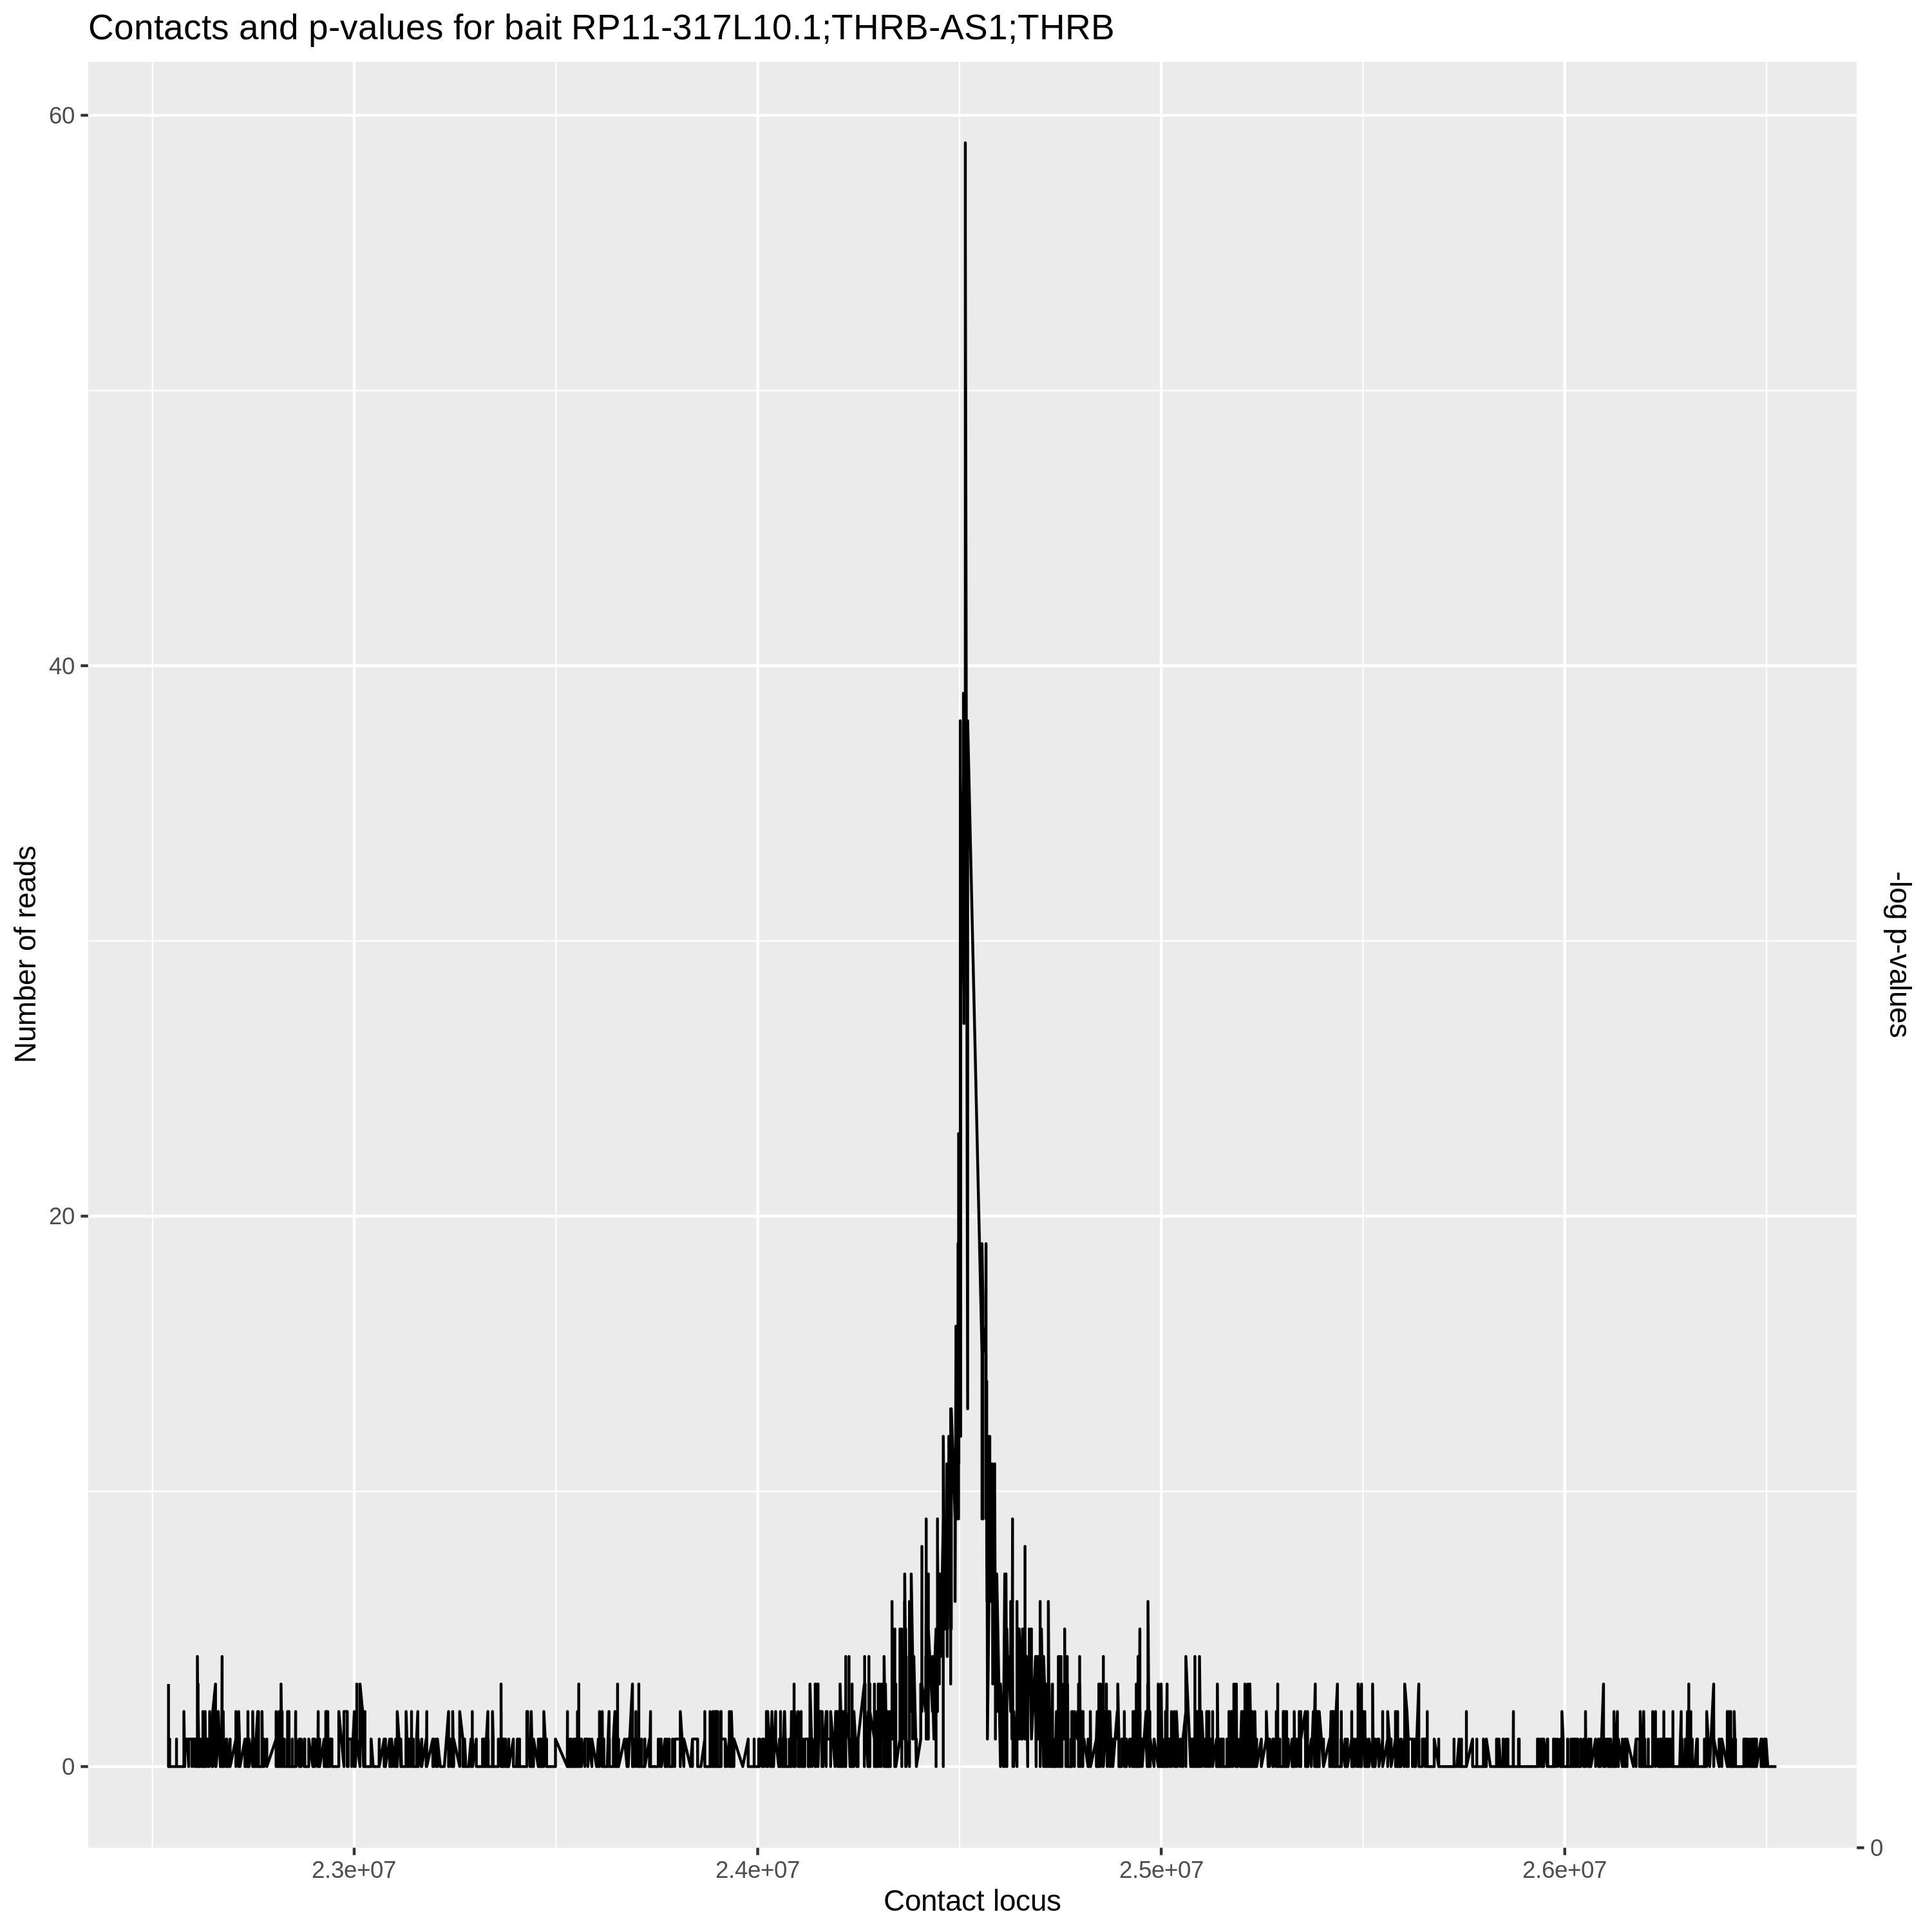 Contacts and p-values for bait RP11-317L10.1;THRB-AS1;THRB
60
40
20
0
Number of reads
-log p-values
0
2.3e+07 2.4e+07 2.5e+07 2.6e+07
Contact locus